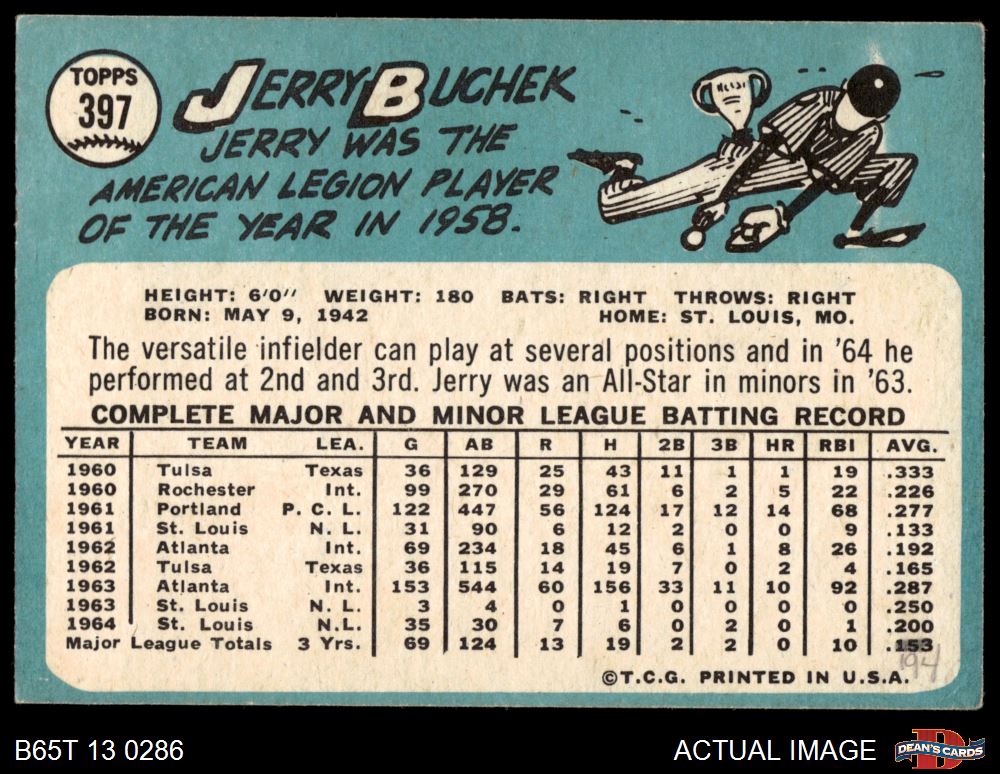 TOPPS
397
JERRY BUCHEK
JERRY WAS THE
AMERICAN LEGION PLAYER
OF THE YEAR IN 1958.
HEIGHT: 6'0" WEIGHT: 180 BATS: RIGHT THROWS: RIGHT
BORN: MAY 9, 1942 HOME: ST. LOUIS, MO.
The versatile infielder can play at several positions and in '64 he
performed at 2nd and 3rd. Jerry was an All-Star in minors in '63.
COMPLETE MAJOR AND MINOR LEAGUE BATTING RECORD
YEAR TEAM LEA. G AB R H 2B 3B HR RBI AVG.
1960 Tulsa Texas 36 129 25 43 11 1 1 19 .333
1960 Rochester Int. 99 270 29 61 6 2 5 22 .226
1961 Portland P. C. L. 122 447 56 124 17 12 14 68 .277
1961 St. Louis N. L. 31 90 6 12 2 0 0 9 .133
1962 Atlanta Int. 69 234 18 45 6 1 8 26 .192
1962 Tulsa Texas 36 115 14 19 7 0 2 4 .165
1963 Atlanta Int. 153 544 60 156 33 11 10 92 .287
1963 St. Louis N. L. 3 4 0 1 0 0 0 0 .250
1964 St. Louis N.L. 35 30 7 6 0 2 0 1 .200
Major League Totals 3 Yrs. 69 124 13 19 2 2 0 10 .153
194
©T.C.G. PRINTED IN U.S.A.
B65T 13 0286 ACTUAL IMAGE DEAN'S CARDS